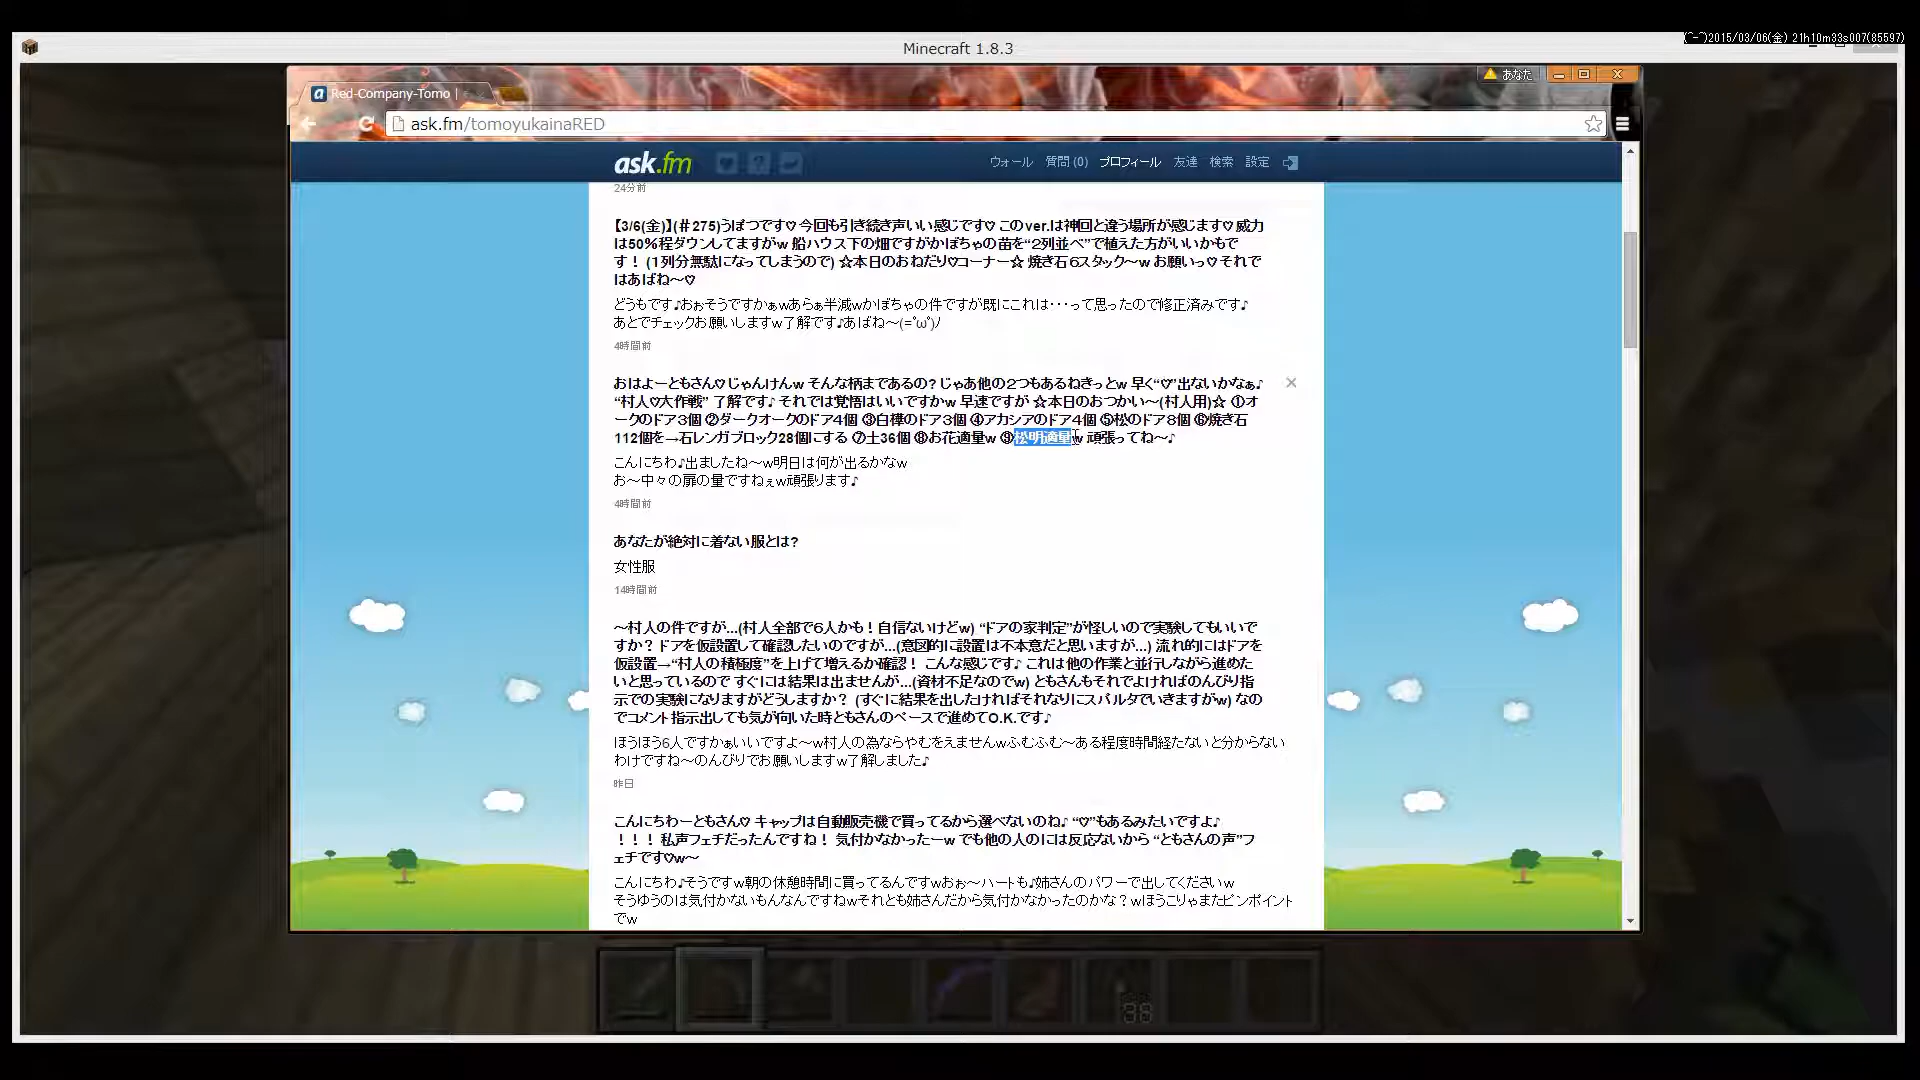 Minecraft 1.8.3
(^-^)2015/03/06(金) 21h10m33s007(85597)
あなた
Red-Company-Tomo |
ask.fm/tomoyukainaRED
ask.fm
ウォール 質問 (0) プロフィール 友達 検索 設定
24分前
【3/6(金)】(#275)うぽつです♡ 今回も引き続き声いい感じです♡ このver.は神回と違う場所が感じます♡ 威力
は50%程ダウンしてますがw 船ハウス下の畑ですがかぼちゃの苗を“2列並べ”で植えた方がいいかもで
す! (1列分無駄になってしまうので) ☆本日のおねだり♡コーナー☆ 焼き石6スタック～w お願いっ♡ それで
はあばね～♡
どうもです♪おぉそうですかぁwあらぁ半減wかぼちゃの件ですが既にこれは・・・って思ったので修正済みです♪
あとでチェックお願いしますw了解です♪あばね～(=ﾟωﾟ)ﾉ
4時間前
おはよーともさん♡ じゃんけんw そんな柄まであるの? じゃあ他の2つもあるねきっとw 早く“♡”出ないかなぁ♪
“村人♡大作戦” 了解です♪ それでは覚悟はいいですかw 早速ですが ☆本日のおつかい～(村人用)☆ ①オ
ークのドア3個 ②ダークオークのドア4個 ③白樺のドア3個 ④アカシアのドア4個 ⑤松のドア8個 ⑥焼き石
112個を→石レンガブロック28個にする ⑦土36個 ⑧お花適量w ⑨松明適量w 頑張ってね～♪
こんにちわ♪出ましたね～w明日は何が出るかなw
お～中々の扉の量ですねぇw頑張ります♪
4時間前
あなたが絶対に着ない服とは?
女性服
14時間前
～村人の件ですが...(村人全部で6人かも!自信ないけどw) “ドアの家判定”が怪しいので実験してもいいで
すか? ドアを仮設置して確認したいのですが...(意図的に設置は不本意だと思いますが...) 流れ的にはドアを
仮設置→“村人の積極度”を上げて増えるか確認! こんな感じです♪ これは他の作業と並行しながら進めた
いと思っているので すぐには結果は出ませんが...(資材不足なのでw) ともさんもそれでよければのんびり指
示での実験になりますがどうしますか? (すぐに結果を出したければそれなりにスパルタでいきますがw) なの
でコメント指示出しても気が向いた時ともさんのペースで進めてO.K.です♪
ほうほう6人ですかぁいいですよ～w村人の為ならやむをえませんwふむふむ～ある程度時間経たないと分からない
わけですね～のんびりでお願いしますw了解しました♪
昨日
こんにちわーともさん♡ キャップは自動販売機で買ってるから選べないのね♪ “♡”もあるみたいですよ♪
!!! 私声フェチだったんですね! 気付かなかったーw でも他の人のには反応ないから “ともさんの声”フ
ェチです♡w～
こんにちわ♪そうですw朝の休憩時間に買ってるんですwおぉ～ハートも♪姉さんのパワーで出してくださいw
そうゆうのは気付かないもんなんですねwそれとも姉さんだから気付かなかったのかな?wほうこりゃまたピンポイント
でw
38